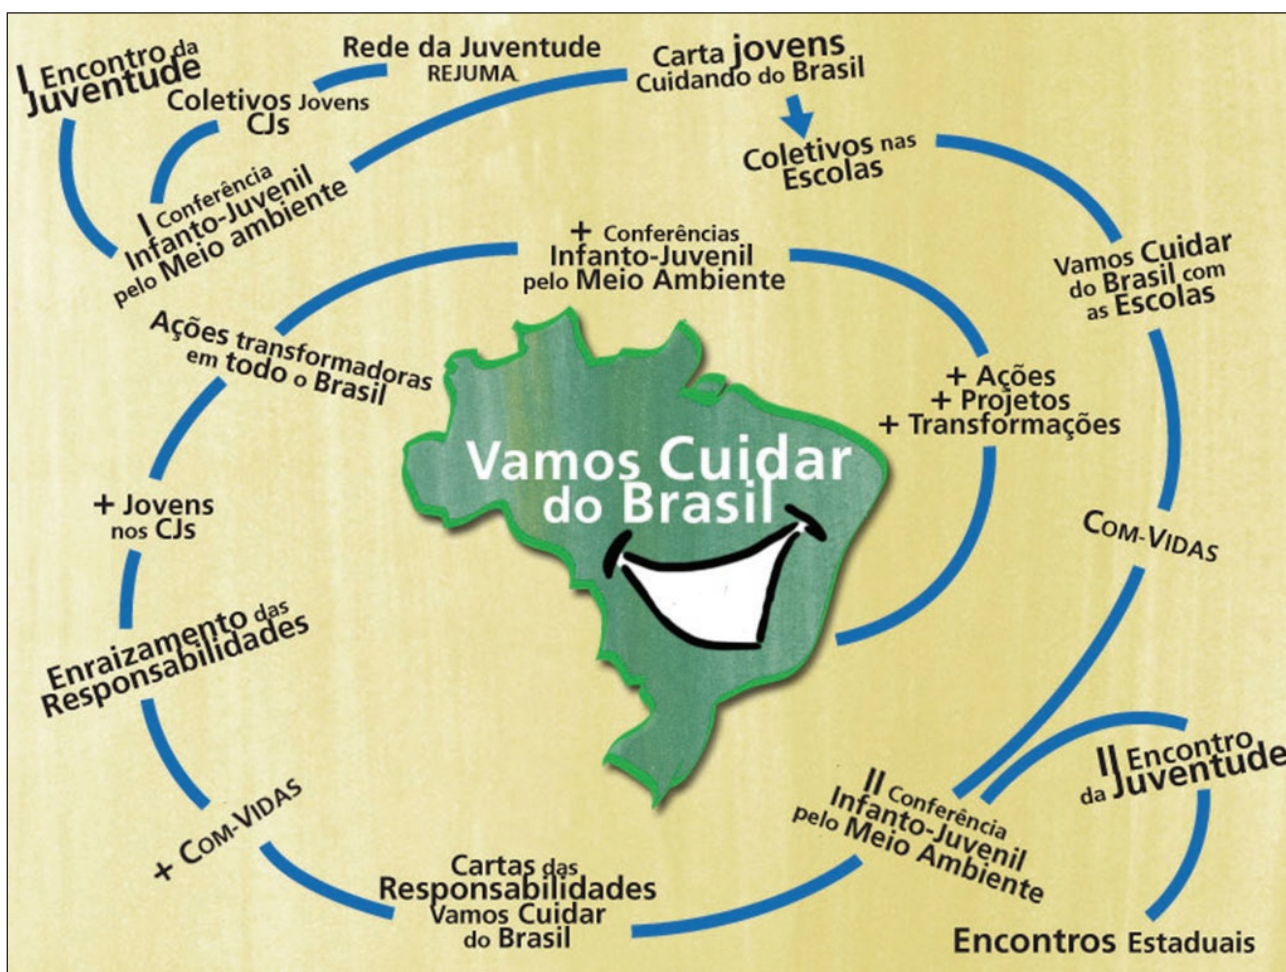 I Encontro da
Juventude
Coletivos Jovens
CJs
Rede da Juventude
REJUMA
I Conferência
Infanto-Juvenil
pelo Meio ambiente
Carta jovens
Cuidando do Brasil
Coletivos nas
Escolas
Vamos Cuidar
do Brasil com
as Escolas
COM-VIDAS
II Conferência
Infanto-Juvenil
pelo Meio Ambiente
II Encontro
da Juventude
Encontros Estaduais
Cartas das
Responsabilidades
Vamos Cuidar
do Brasil
+ COM-VIDAS
Enraizamento das
Responsabilidades
+ Jovens
nos CJs
Ações transformadoras
em todo o Brasil
+ Conferências
Infanto-Juvenil
pelo Meio Ambiente
+ Ações
+ Projetos
+ Transformações
Vamos Cuidar
do Brasil